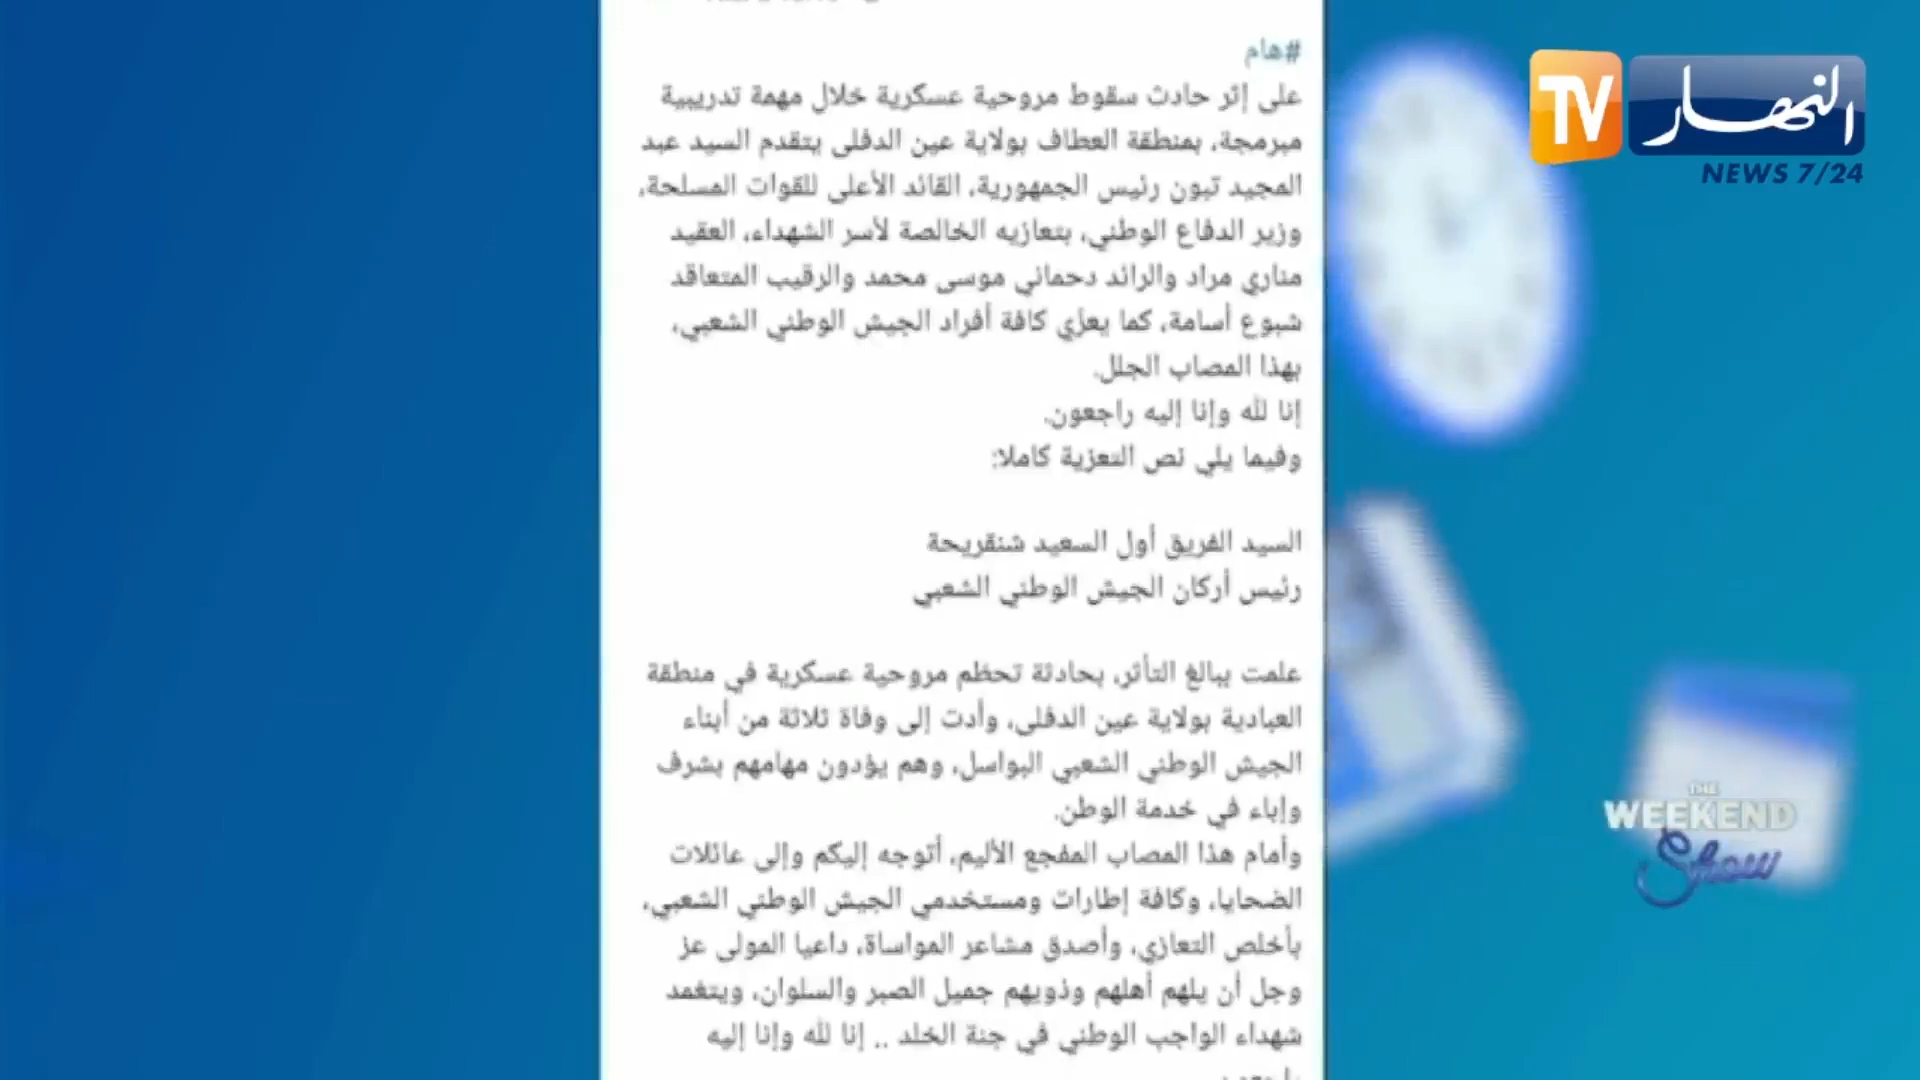 #هام
على إثر حادث سقوط مروحية عسكرية خلال مهمة تدريبية
مبرمجة، بمنطقة العطاف بولاية عين الدفلى يتقدم السيد عبد
المجيد تبون رئيس الجمهورية، القائد الأعلى للقوات المسلحة،
وزير الدفاع الوطني، بتعازيه الخالصة لأسر الشهداء، العقيد
مناري مراد والرائد دحماني موسى محمد والرقيب المتعاقد
شبوع أسامة، كما يعزّي كافة أفراد الجيش الوطني الشعبي،
بهذا المصاب الجلل.
إنا لله وإنا إليه راجعون.
وفيما يلي نص التعزية كاملا:
السيد الفريق أول السعيد شنقريحة
رئيس أركان الجيش الوطني الشعبي
علمت ببالغ التأثر، بحادثة تحطم مروحية عسكرية في منطقة
العبادية بولاية عين الدفلى، وأدت إلى وفاة ثلاثة من أبناء
الجيش الوطني الشعبي البواسل، وهم يؤدون مهامهم بشرف
وإباء في خدمة الوطن.
وأمام هذا المصاب المفجع الأليم، أتوجه إليكم وإلى عائلات
الضحايا، وكافة إطارات ومستخدمي الجيش الوطني الشعبي،
بأخلص التعازي، وأصدق مشاعر المواساة، داعيا المولى عز
وجل أن يلهم أهلهم وذويهم جميل الصبر والسلوان، ويتغمد
شهداء الواجب الوطني في جنة الخلد .. إنا لله وإنا إليه
النهار TV
NEWS 7/24
THE
WEEKEND
Show